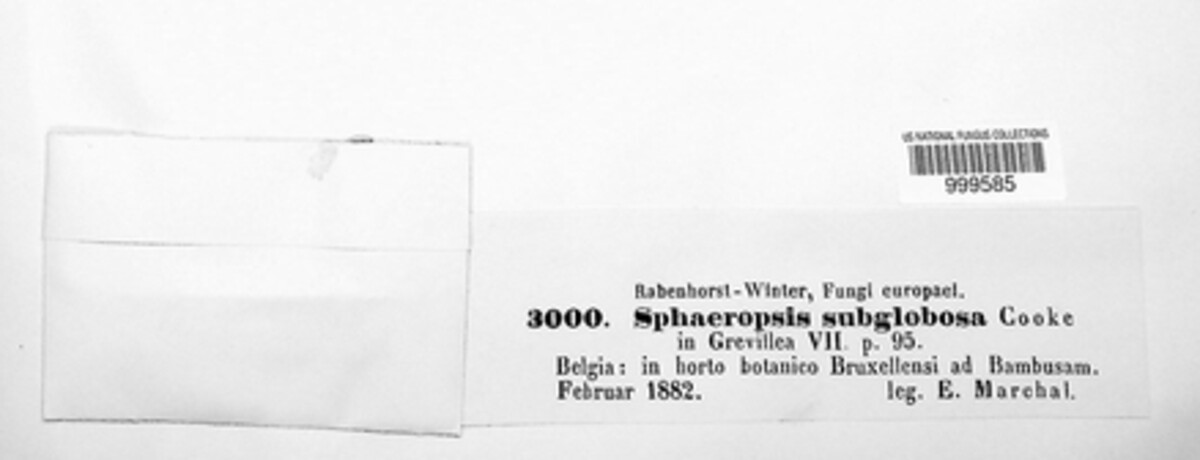 US NATIONAL FUNGUS COLLECTIONS
999585
Rabenhorst-Winter, Fungi europaei.
3000. Sphaeropsis subglobosa Cooke
in Grevillea VII. p. 95.
Belgia: in horto botanico Bruxellensi ad Bambusam.
Februar 1882. leg. E. Marchal.